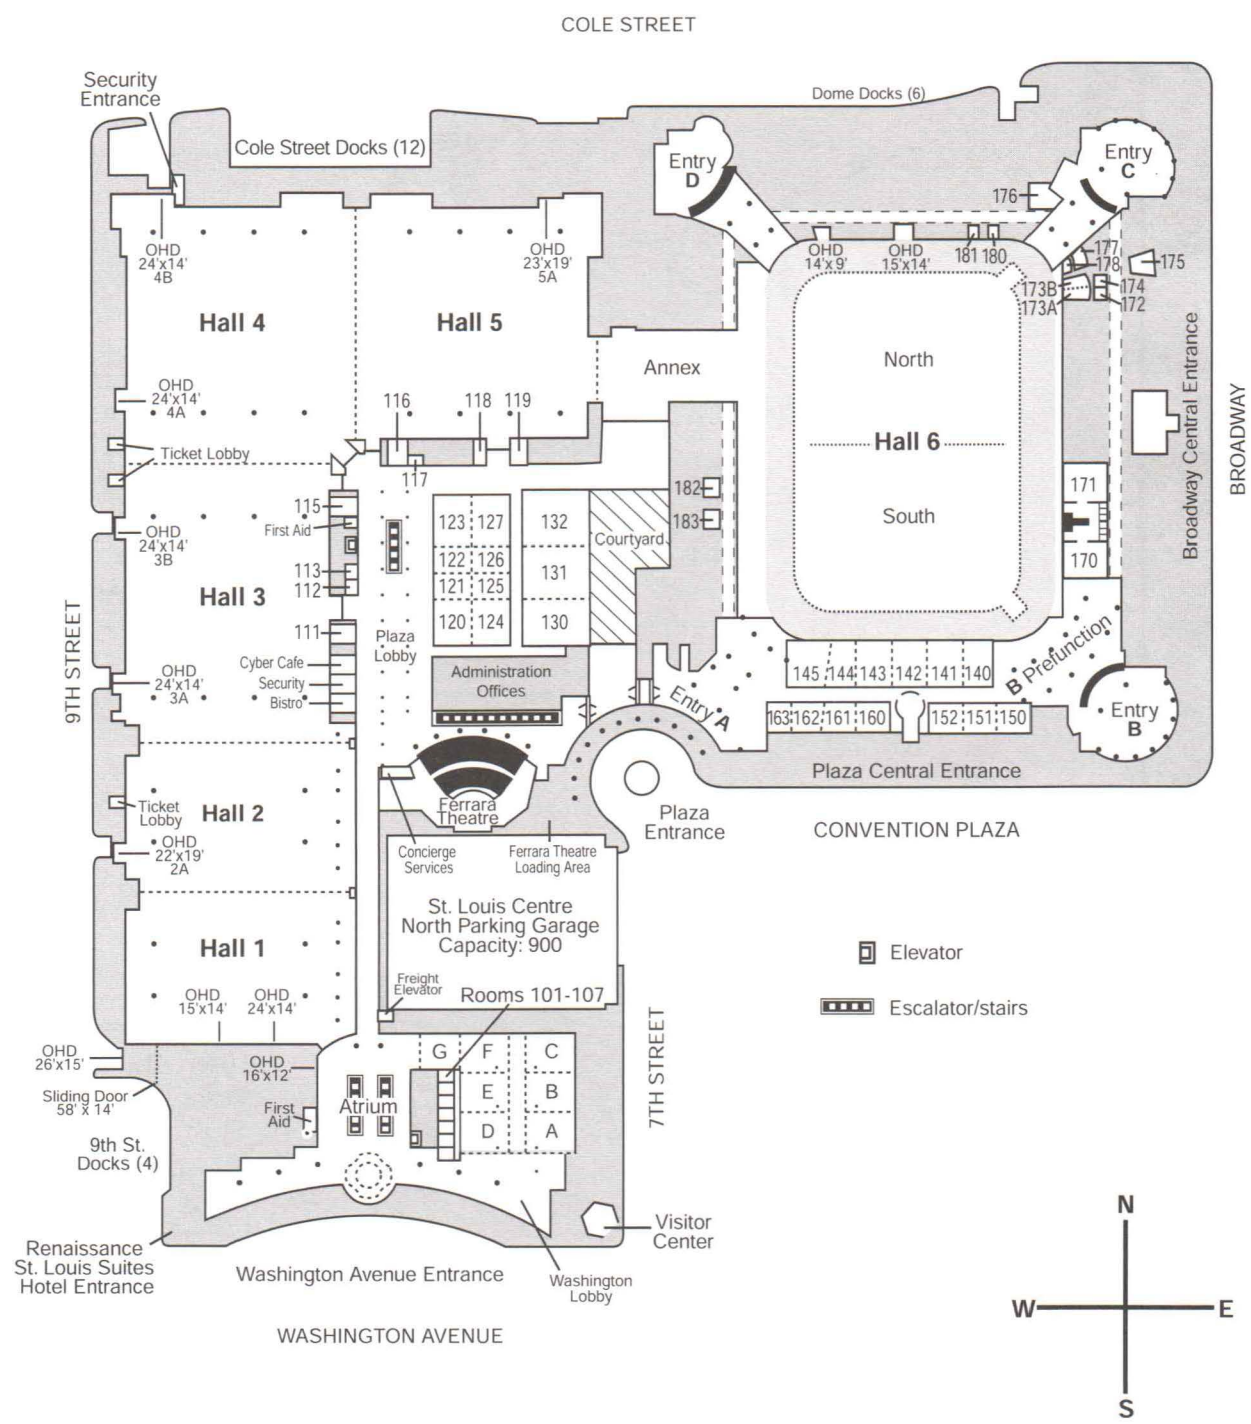 COLE STREET
Security
Entrance
Dome Docks (6)
Cole Street Docks (12)
Entry
D
Entry
C
176
OHD
24'x14'
4B
OHD
23'x19'
5A
OHD
14'x 9'
OHD
15'x14'
181
180
177
178
175
173B
173A
174
172
Hall 4
Hall 5
Annex
North
Hall 6
South
OHD
24'x14'
4A
Ticket Lobby
116
118
119
117
115
First Aid
113
112
111
OHD
24'x14'
3B
Hall 3
123
127
122
126
121
125
120
124
132
131
130
Courtyard
182
183
171
170
Broadway Central Entrance
BROADWAY
9TH STREET
Plaza
Lobby
Cyber Cafe
Security
Bistro
OHD
24'x14'
3A
Administration
Offices
Entry A
145
144
143
142
141
140
163
162
161
160
152
151
150
B Prefunction
Entry
B
Plaza Central Entrance
CONVENTION PLAZA
Ticket
Lobby
Hall 2
OHD
22'x19'
2A
Ferrara
Theatre
Concierge
Services
Ferrara Theatre
Loading Area
Plaza
Entrance
St. Louis Centre
North Parking Garage
Capacity: 900
Hall 1
OHD
15'x14'
OHD
24'x14'
Freight
Elevator
Rooms 101-107
Elevator
Escalator/stairs
7TH STREET
OHD
26'x15'
OHD
16'x12'
Sliding Door
58' x 14'
First
Aid
Atrium
G
F
C
E
B
D
A
9th St.
Docks (4)
Renaissance
St. Louis Suites
Hotel Entrance
Washington Avenue Entrance
Washington
Lobby
Visitor
Center
WASHINGTON AVENUE
N
W
E
S